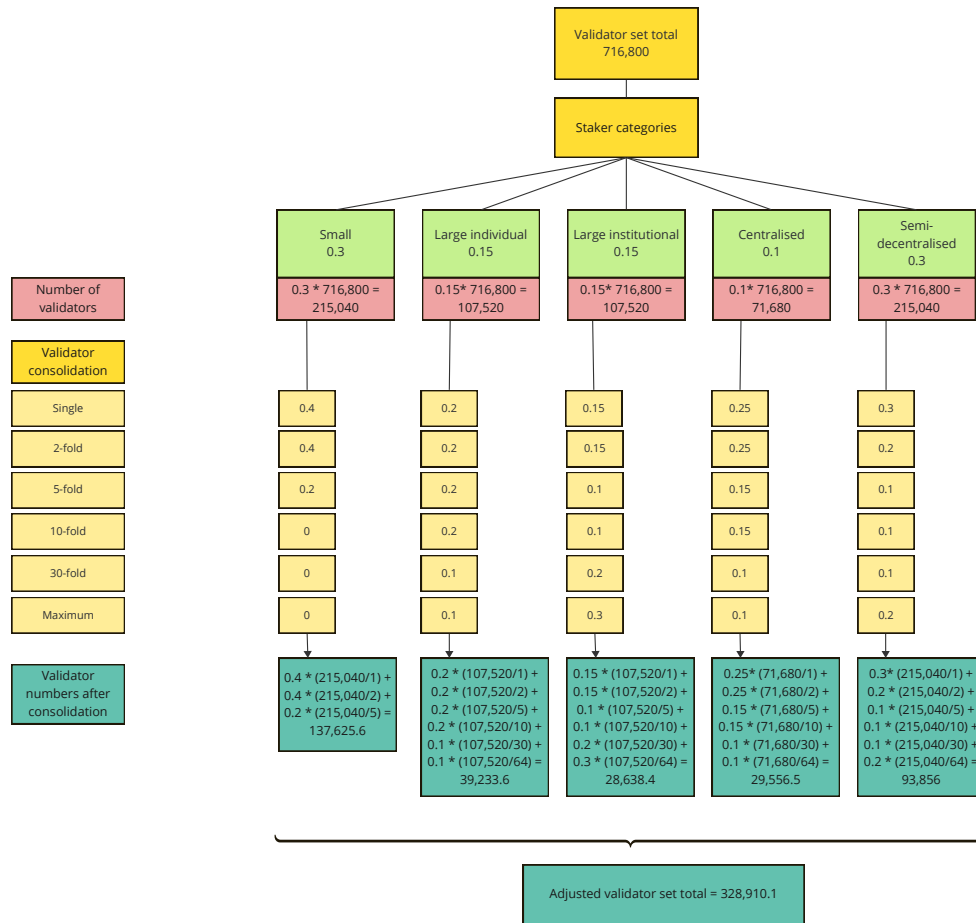 Validator set total
716,800
Staker categories
Small
0.3
Large individual
0.15
Large institutional
0.15
Centralised
0.1
Semi-
decentralised
0.3
Number of
validators
0.3 * 716,800 =
215,040
0.15* 716,800 =
107,520
0.15* 716,800 =
107,520
0.1* 716,800 =
71,680
0.3 * 716,800 =
215,040
Validator
consolidation
Single
0.4
0.2
0.15
0.25
0.3
2-fold
0.4
0.2
0.15
0.25
0.2
5-fold
0.2
0.2
0.1
0.15
0.1
10-fold
0
0.2
0.1
0.15
0.1
30-fold
0
0.1
0.2
0.1
0.1
Maximum
0
0.1
0.3
0.1
0.2
Validator
numbers after
consolidation
0.4 * (215,040/1) +
0.4 * (215,040/2) +
0.2 * (215,040/5) =
137,625.6
0.2 * (107,520/1) +
0.2 * (107,520/2) +
0.2 * (107,520/5) +
0.2 * (107,520/10) +
0.1 * (107,520/30) +
0.1 * (107,520/64) =
39,233.6
0.15 * (107,520/1) +
0.15 * (107,520/2) +
0.1 * (107,520/5) +
0.1 * (107,520/10) +
0.2 * (107,520/30) +
0.3 * (107,520/64) =
28,638.4
0.25* (71,680/1) +
0.25 * (71,680/2) +
0.15 * (71,680/5) +
0.15 * (71,680/10) +
0.1 * (71,680/30) +
0.1 * (71,680/64) =
29,556.5
0.3* (215,040/1) +
0.2 * (215,040/2) +
0.1 * (215,040/5) +
0.1 * (215,040/10) +
0.1 * (215,040/30) +
0.2 * (215,040/64) =
93,856
Adjusted validator set total = 328,910.1